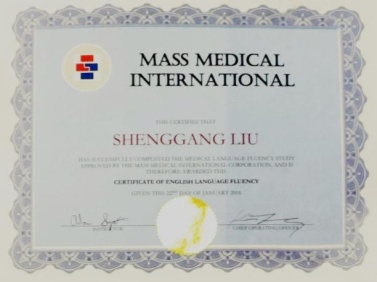 MASS MEDICAL
INTERNATIONAL
THIS CERTIFIES THAT
SHENGGANG LIU
HAS SUCCESSFULLY COMPLETED THE MEDICAL LANGUAGE FLUENCY STUDY
APPROVED BY THE MASS MEDICAL INTERNATIONAL CORPORATION, AND IS
THEREFORE AWARDED THIS
CERTIFICATE OF ENGLISH LANGUAGE FLUENCY
GIVEN THIS 22ND DAY OF JANUARY
INSTRUCTOR
CHIEF OPERATING OFFICER